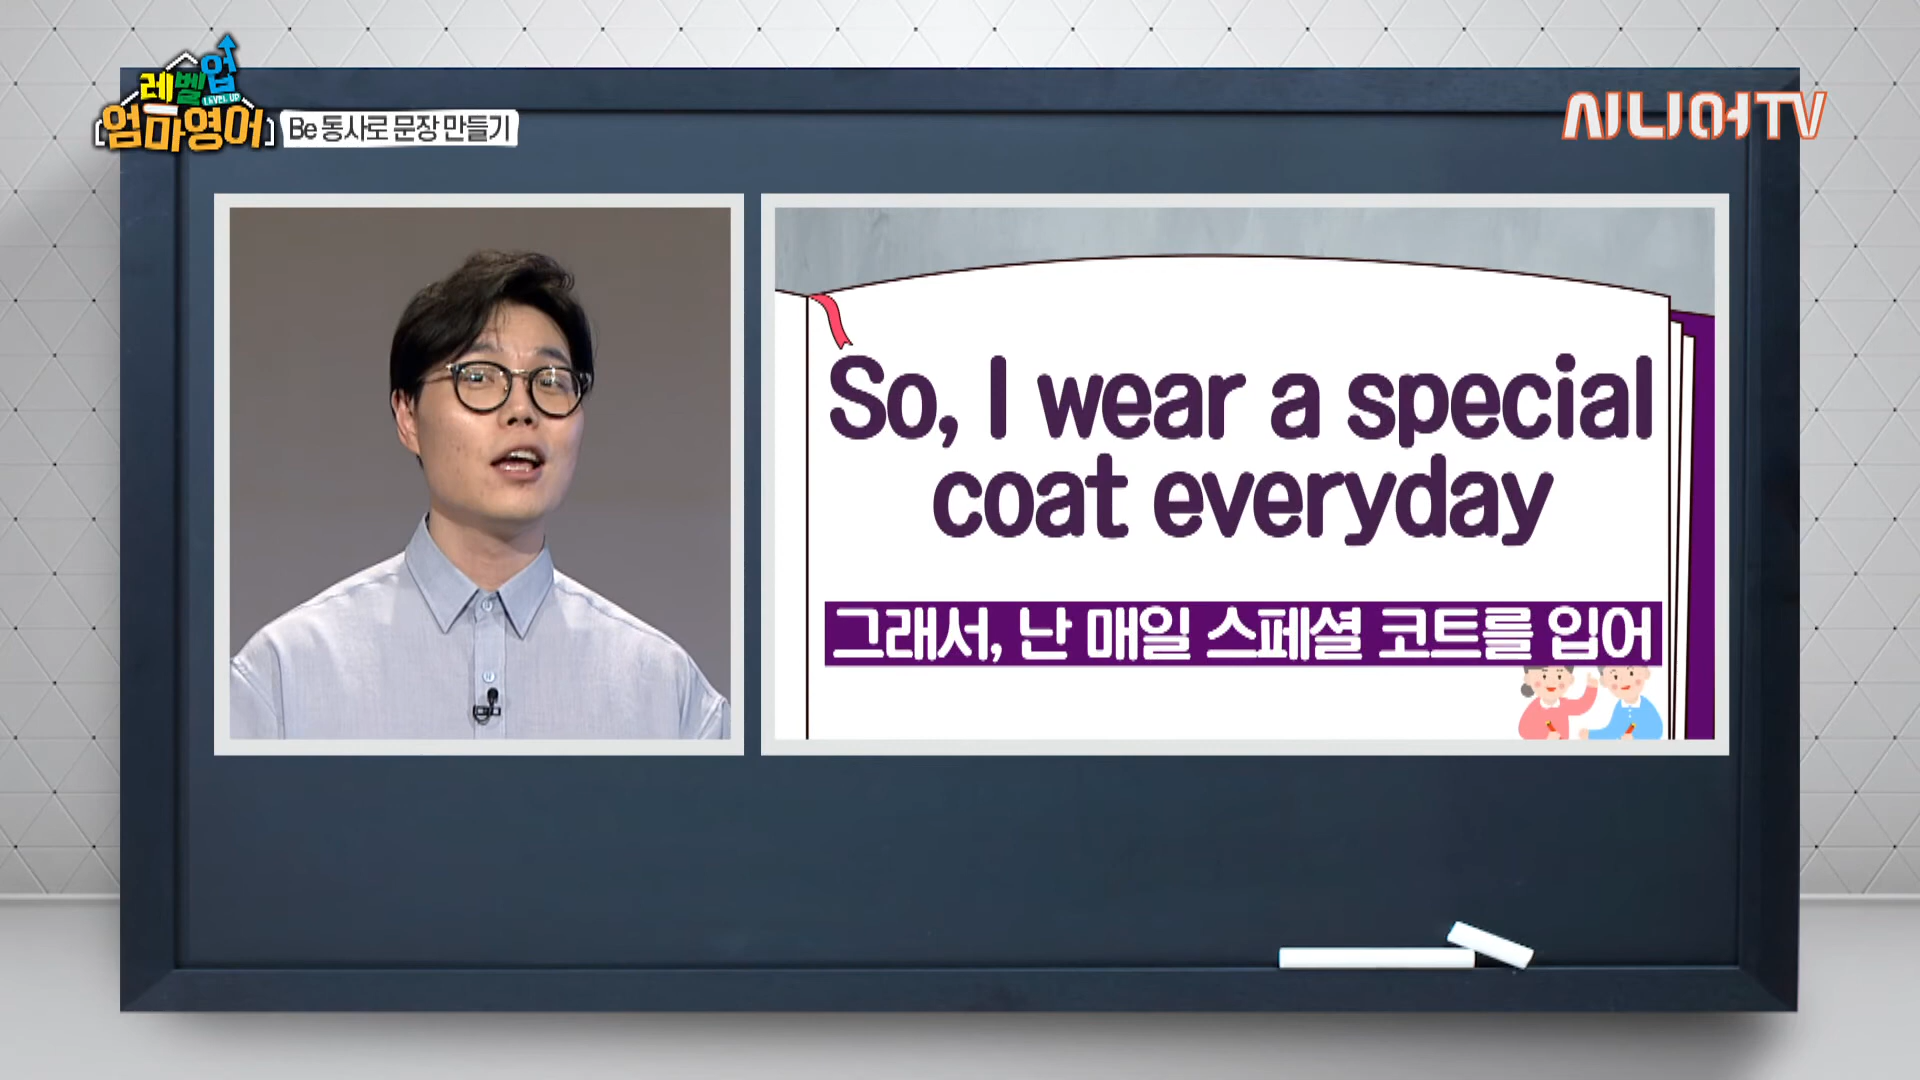 레벨업
LEVEL UP
엄마영어
Be 동사로 문장 만들기
시니어TV
So, I wear a special
coat everyday
그래서, 난 매일 스페셜 코트를 입어